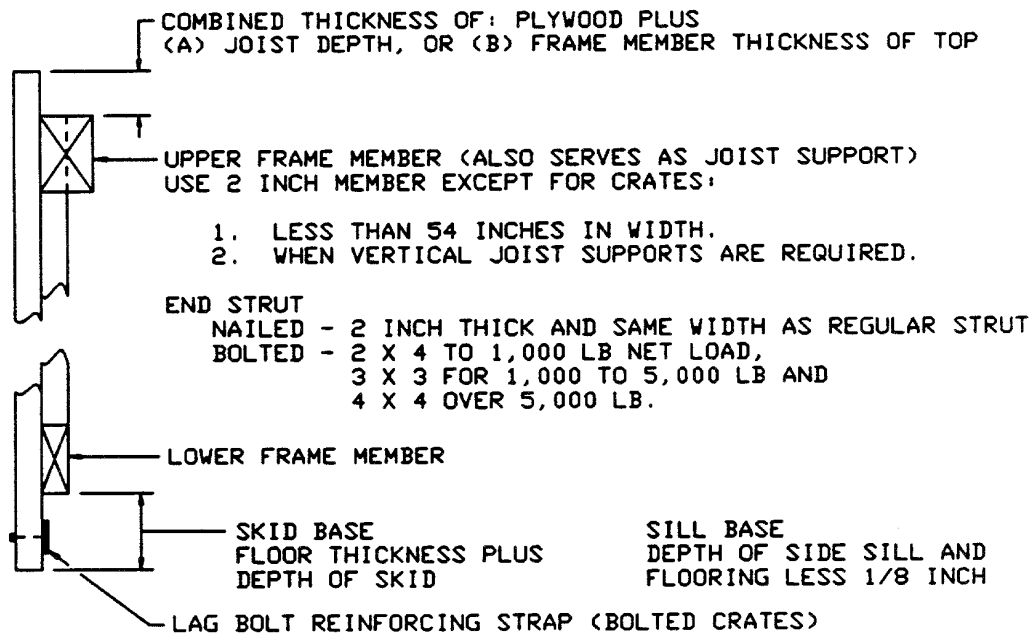 COMBINED THICKNESS OF: PLYWOOD PLUS
(A) JOIST DEPTH, OR (B) FRAME MEMBER THICKNESS OF TOP
UPPER FRAME MEMBER (ALSO SERVES AS JOIST SUPPORT)
USE 2 INCH MEMBER EXCEPT FOR CRATES:
1. LESS THAN 54 INCHES IN WIDTH.
2. WHEN VERTICAL JOIST SUPPORTS ARE REQUIRED.
END STRUT
NAILED - 2 INCH THICK AND SAME WIDTH AS REGULAR STRUT
BOLTED - 2 X 4 TO 1,000 LB NET LOAD,
3 X 3 FOR 1,000 TO 5,000 LB AND
4 X 4 OVER 5,000 LB.
LOWER FRAME MEMBER
SKID BASE
FLOOR THICKNESS PLUS
DEPTH OF SKID
SILL BASE
DEPTH OF SIDE SILL AND
FLOORING LESS 1/8 INCH
LAG BOLT REINFORCING STRAP (BOLTED CRATES)